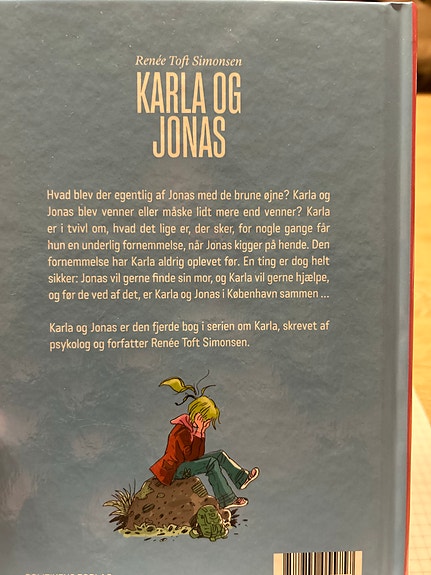 Renée Toft Simonsen
KARLA OG
JONAS
Hvad blev der egentlig af Jonas med de brune øjne? Karla og
Jonas blev venner eller måske lidt mere end venner? Karla
er i tvivl om, hvad det lige er, der sker, for nogle gange får
hun en underlig fornemmelse, når Jonas kigger på hende. Den
fornemmelse har Karla aldrig oplevet før. En ting er dog helt
sikker: Jonas vil gerne finde sin mor, og Karla vil gerne hjælpe,
og før de ved af det, er Karla og Jonas i København sammen ...
Karla og Jonas er den fjerde bog i serien om Karla, skrevet af
psykolog og forfatter Renée Toft Simonsen.